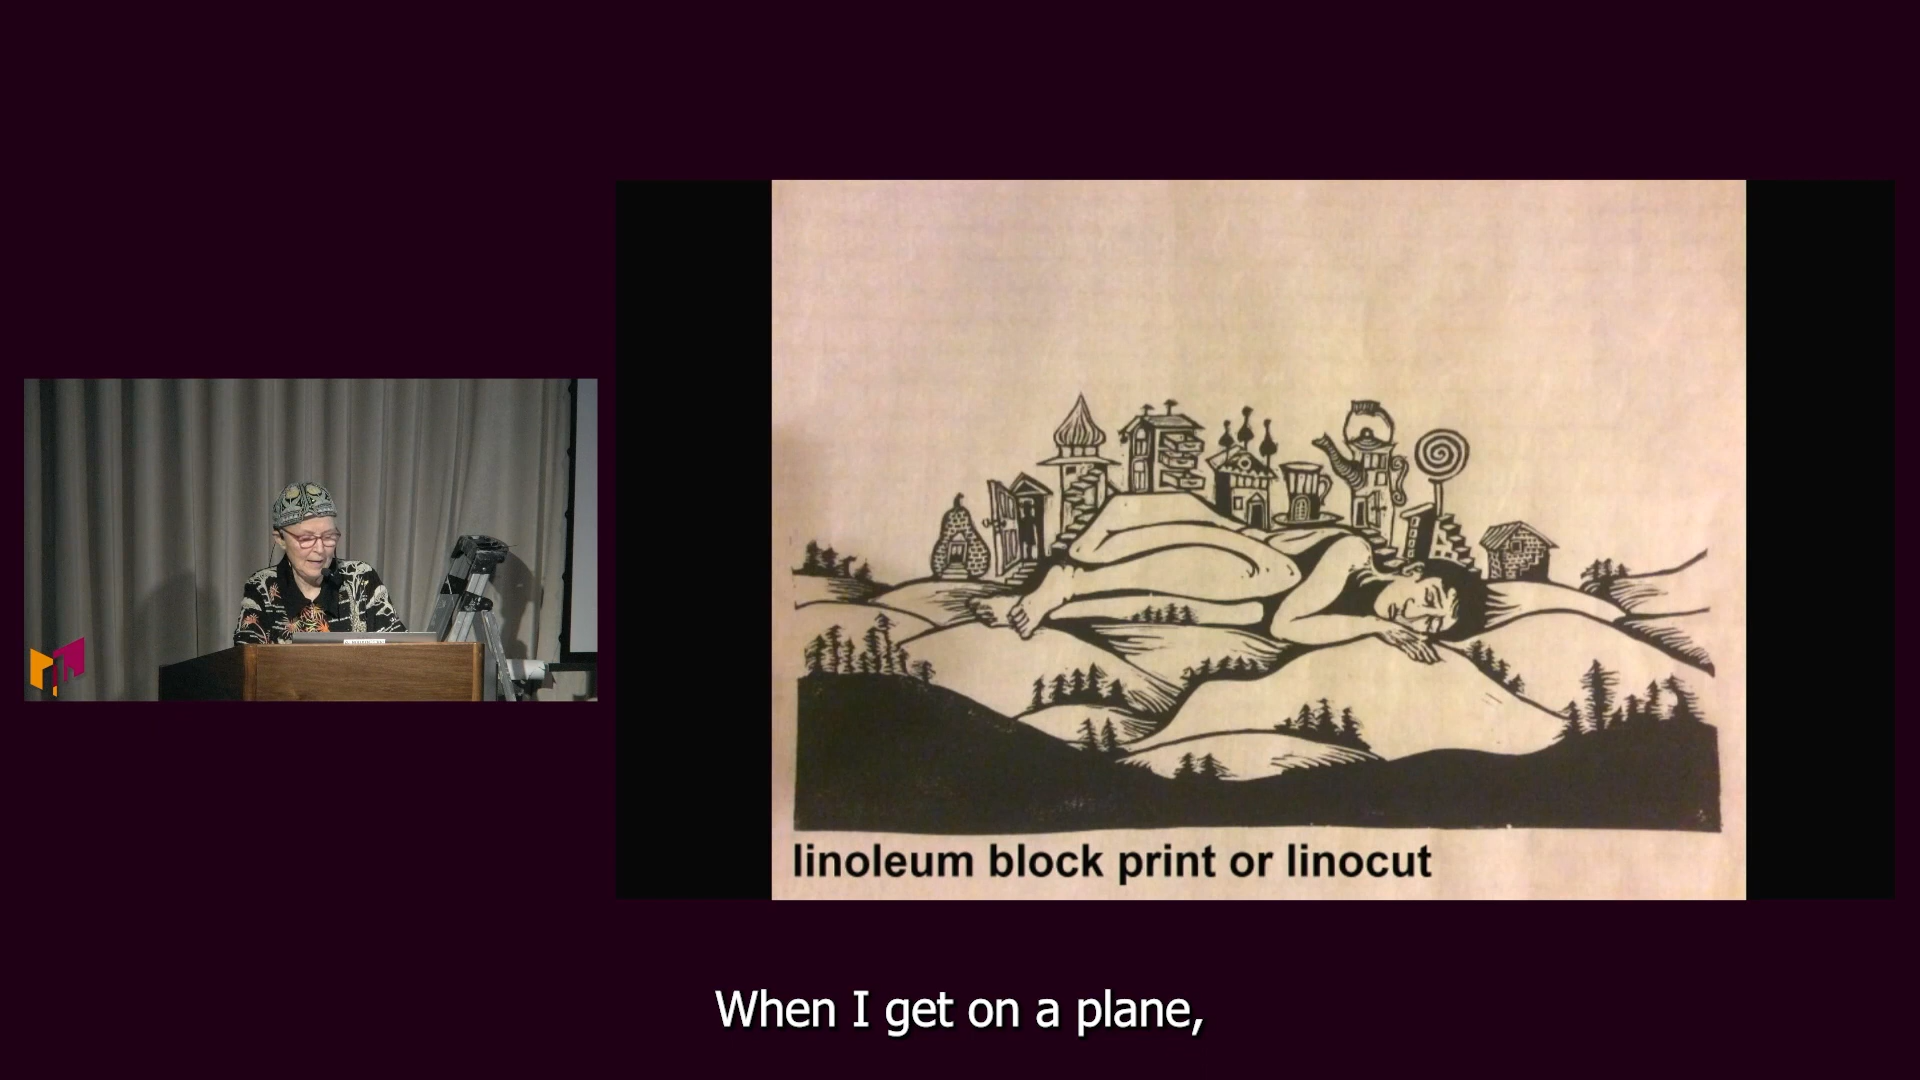 linoleum block print or linocut
When I get on a plane,